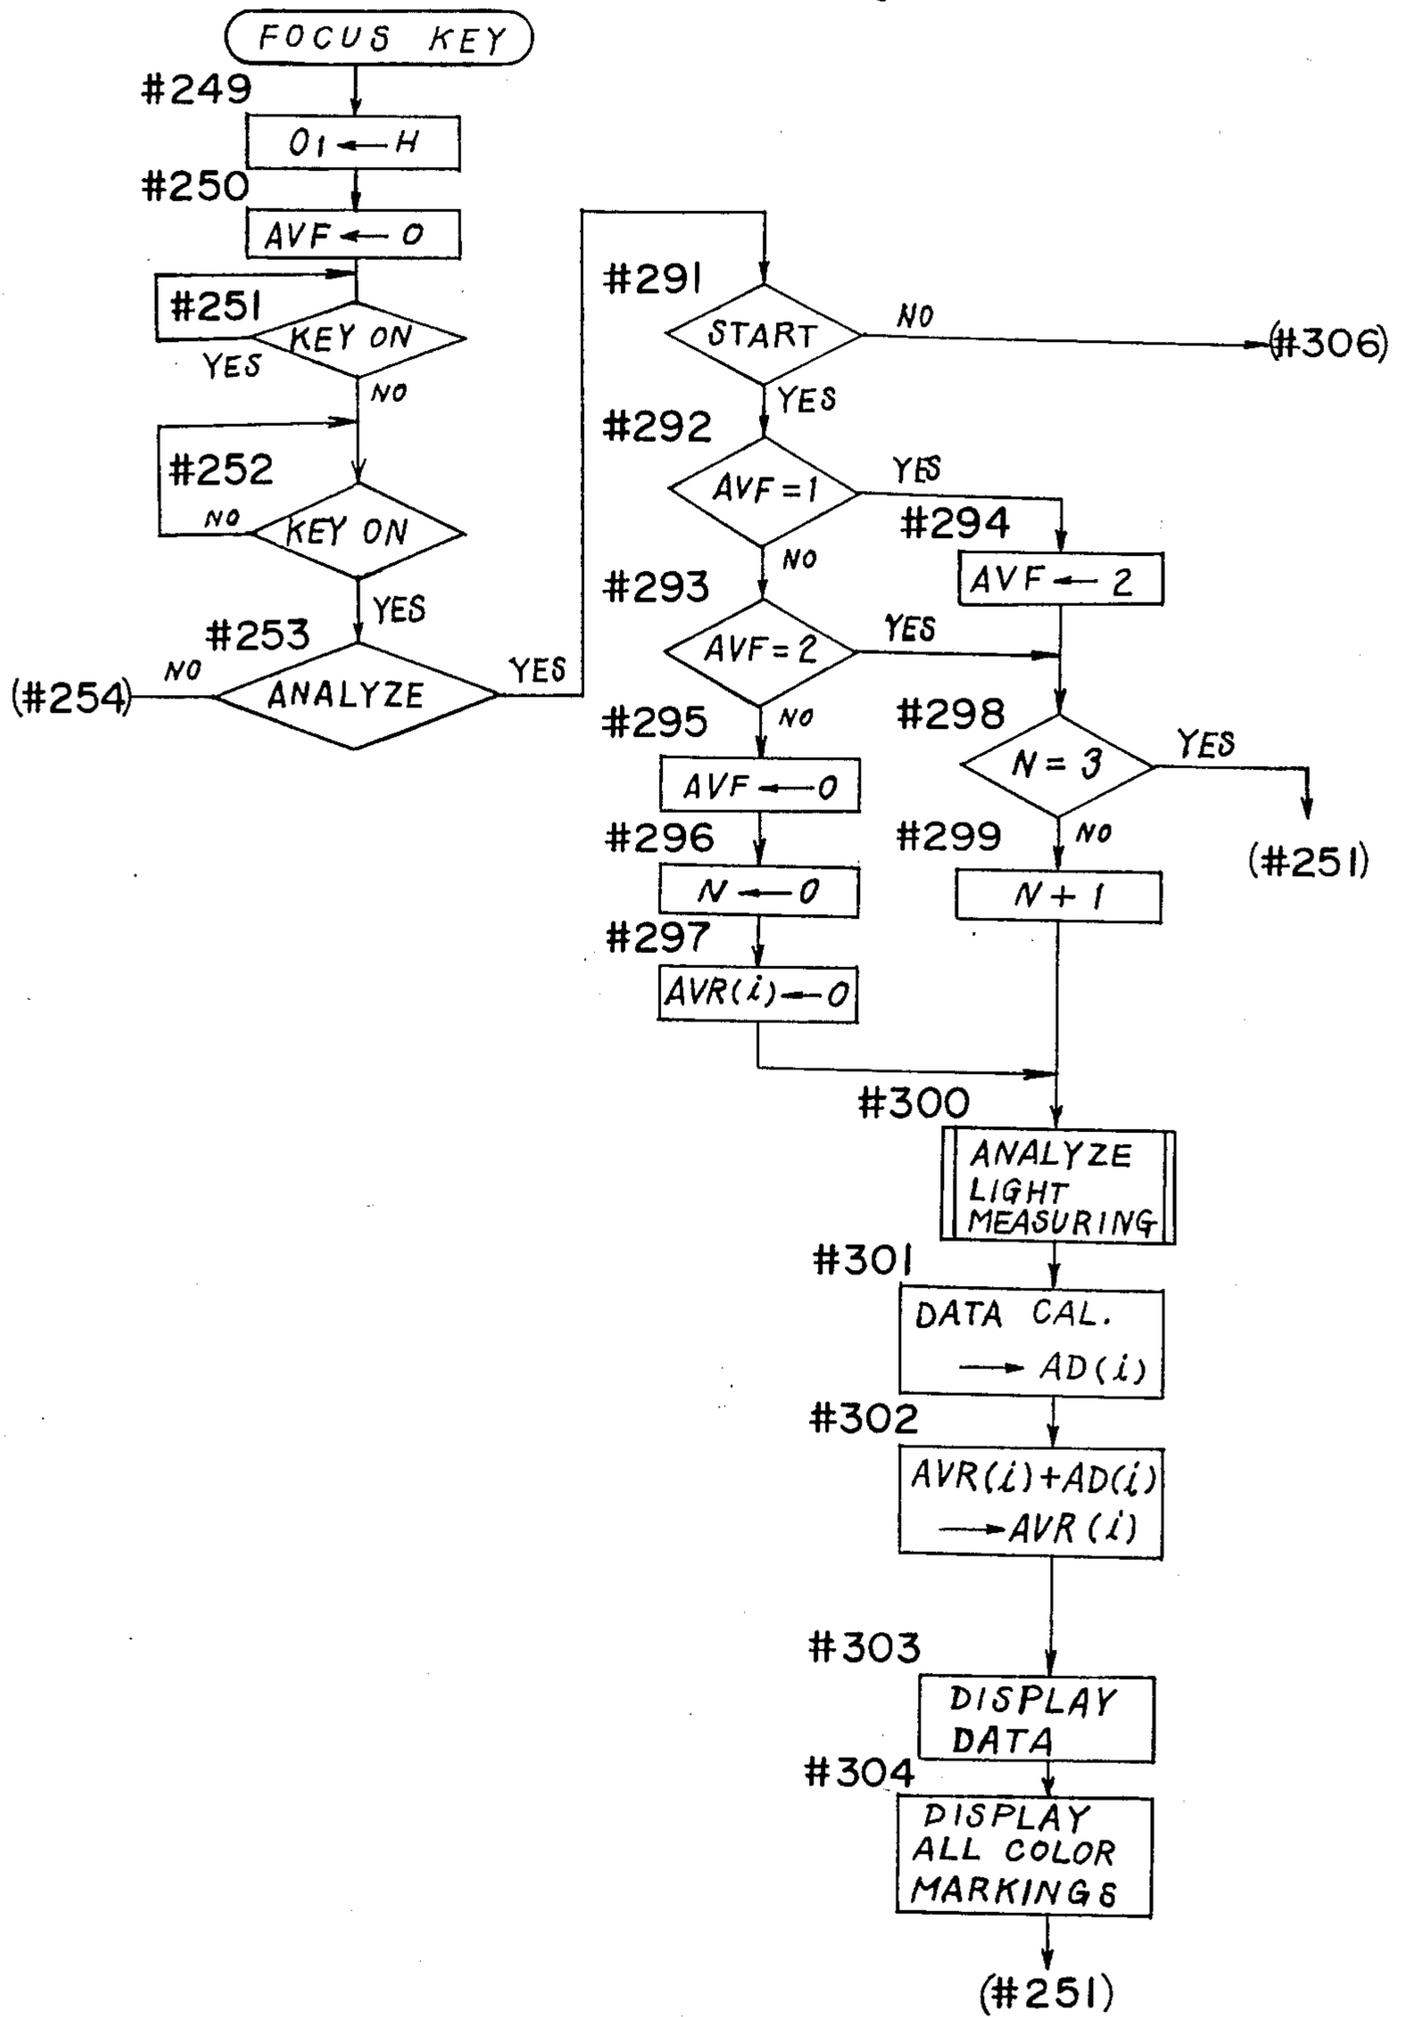 FOCUS KEY
#249
O1 ← H
#250
AVF ← 0
#251
KEY ON
YES
NO
#252
KEY ON
NO
YES
#253
ANALYZE
NO
(#254)
YES
#291
START
NO
(#306)
YES
#292
AVF = 1
YES
NO
#294
AVF ← 2
#293
AVF = 2
YES
NO
#295
AVF ← 0
#296
N ← 0
#297
AVR(i) ← 0
#298
N = 3
YES
(#251)
NO
#299
N + 1
#300
ANALYZE
LIGHT
MEASURING
#301
DATA CAL.
→ AD(i)
#302
AVR(i)+AD(i)
→ AVR(i)
#303
DISPLAY
DATA
#304
DISPLAY
ALL COLOR
MARKINGS
(#251)